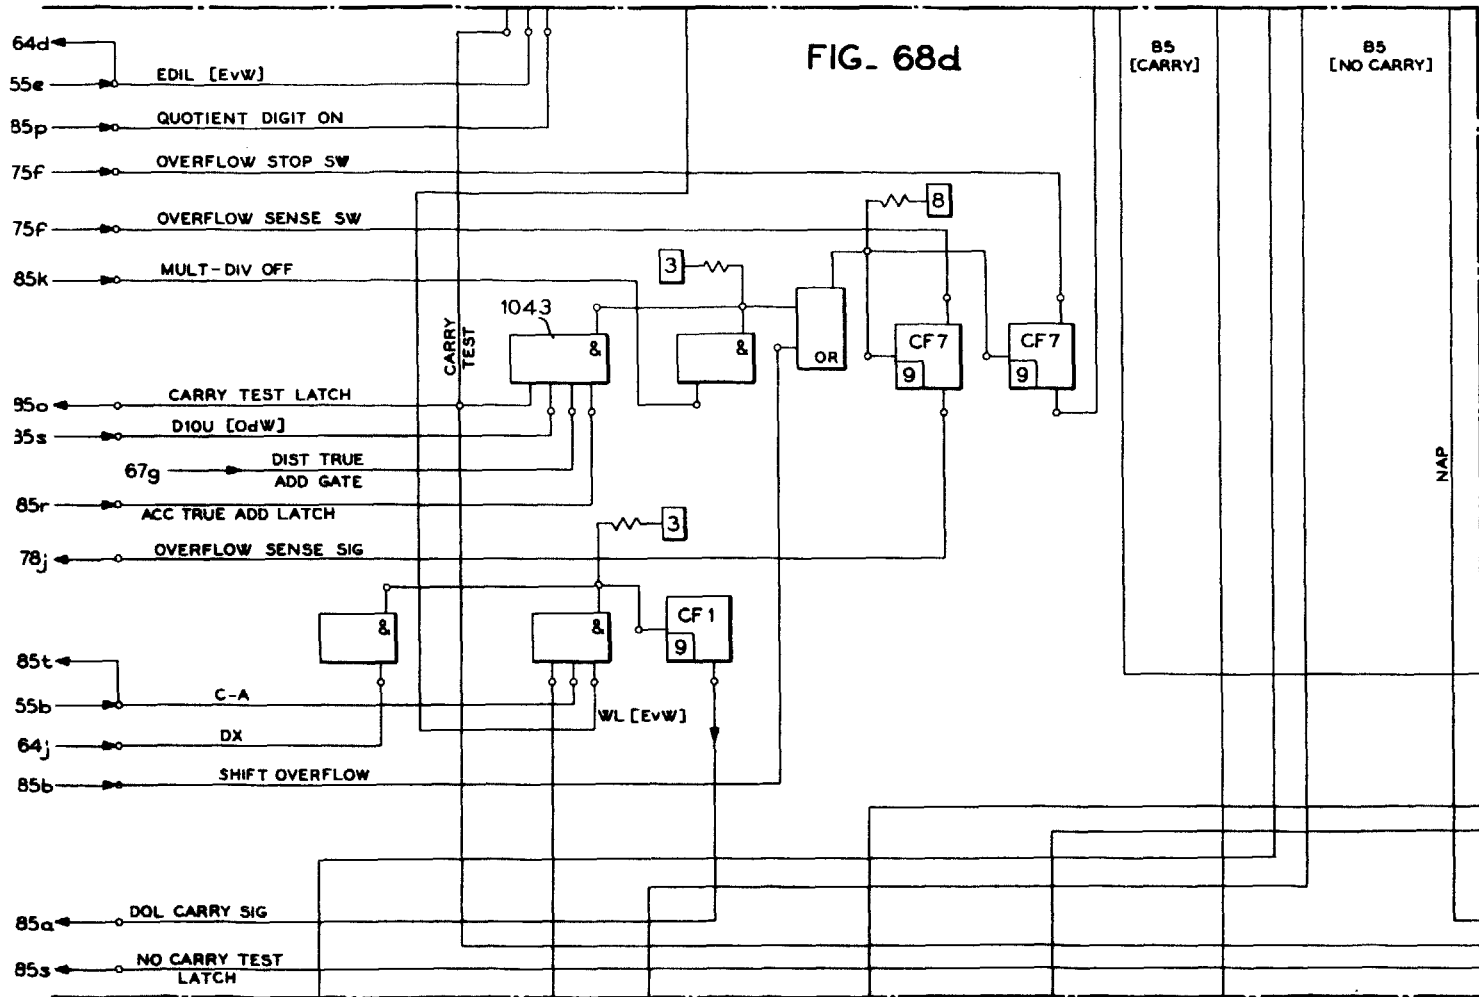 FIG_ 68d
64d
55e EDIL [EvW]
85p QUOTIENT DIGIT ON
75f OVERFLOW STOP SW
75f OVERFLOW SENSE SW
85k MULT-DIV OFF
B5
[CARRY]
B5
[NO CARRY]
8
3
1043
&
&
OR
CF7
9
CF7
9
CARRY
TEST
CARRY TEST LATCH
D10U [OdW]
67g DIST TRUE
ADD GATE
85r ACC TRUE ADD LATCH
NAP
78j OVERFLOW SENSE SIG
3
&
&
CF1
9
85t
55b C-A
WL [EvW]
64j DX
85b SHIFT OVERFLOW
85a DOL CARRY SIG
85s NO CARRY TEST
LATCH